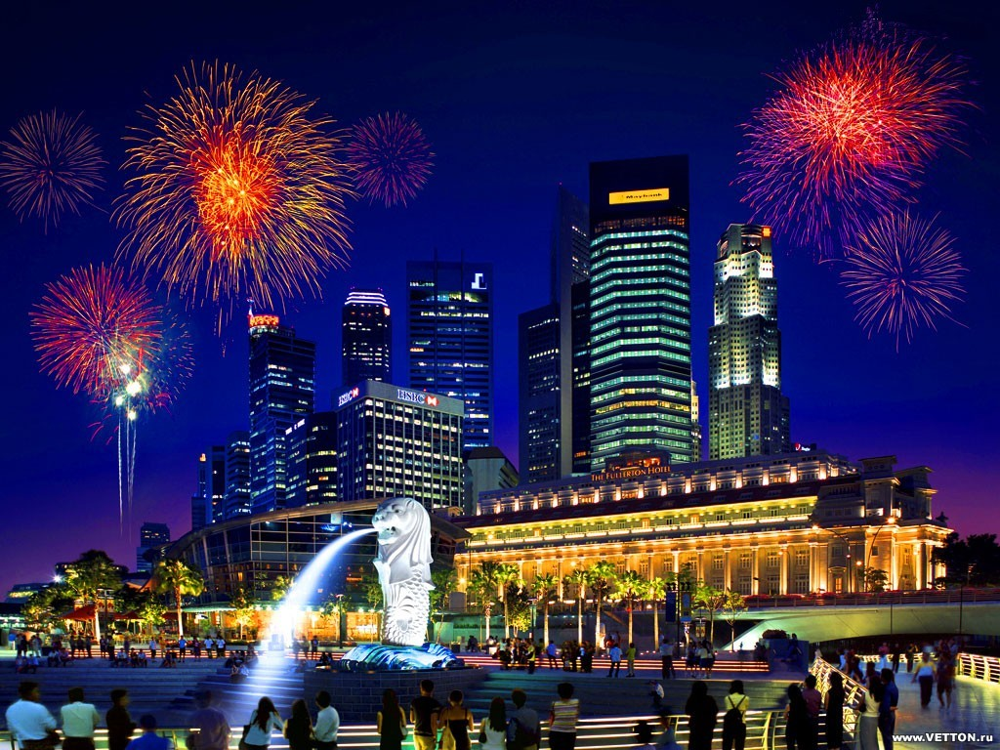 Maybank
HSBC
HSBC
THE FULLERTON HOTEL
www.VETTON.ru